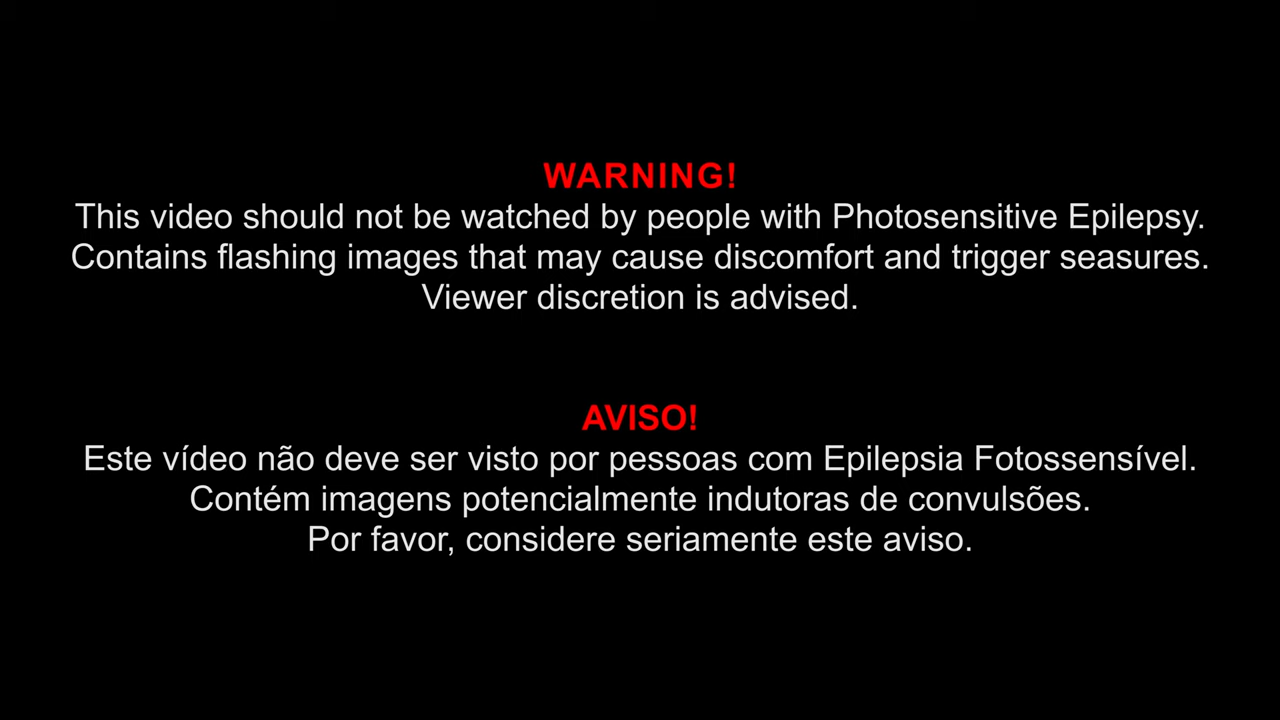 WARNING!
This video should not be watched by people with Photosensitive Epilepsy.
Contains flashing images that may cause discomfort and trigger seasures.
Viewer discretion is advised.
AVISO!
Este vídeo não deve ser visto por pessoas com Epilepsia Fotossensível.
Contém imagens potencialmente indutoras de convulsões.
Por favor, considere seriamente este aviso.